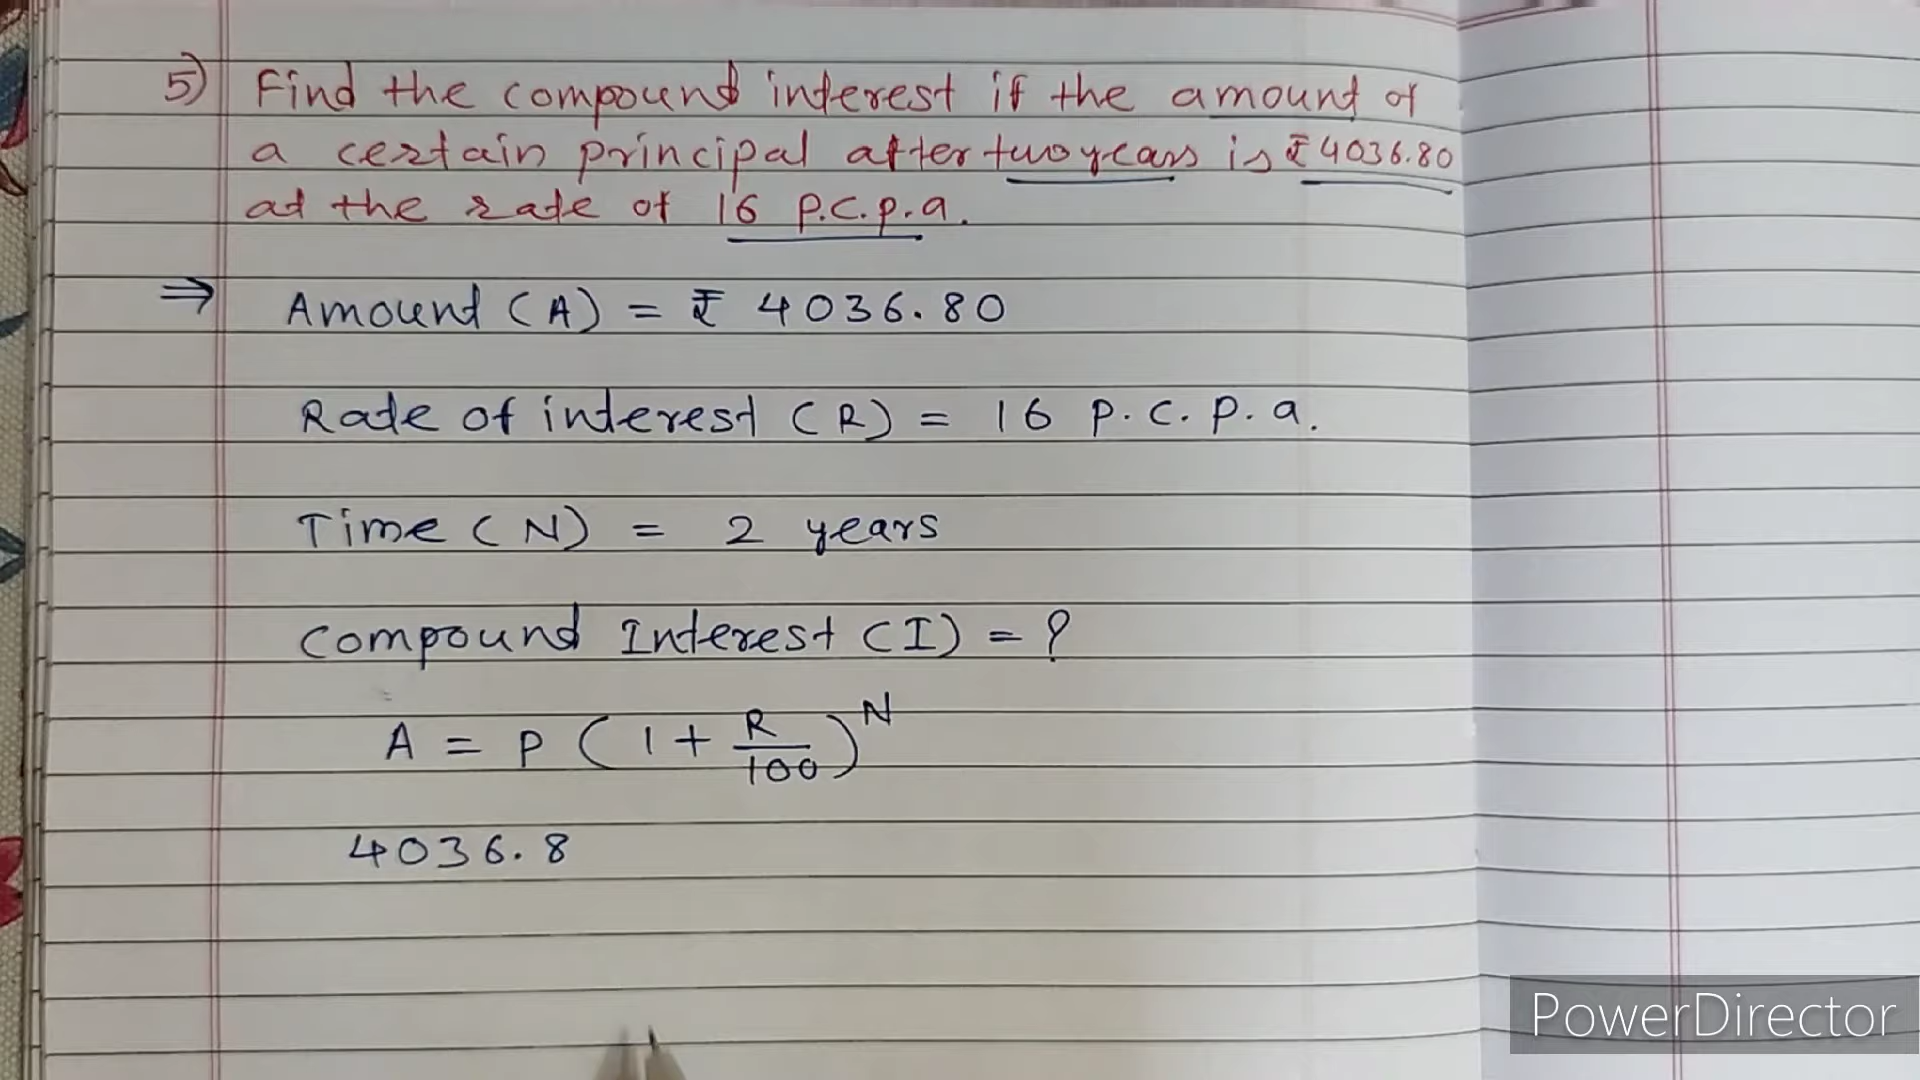 5) Find the compound interest if the amount of
a certain principal after two years is ₹ 4036.80
at the rate of 16 p.c.p.a.
⇒ Amount (A) = ₹ 4036.80
Rate of interest (R) = 16 p.c.p.a.
Time (N) = 2 years
Compound Interest (I) = ?
A = P (1 + R/100)^N
4036.8
PowerDirector